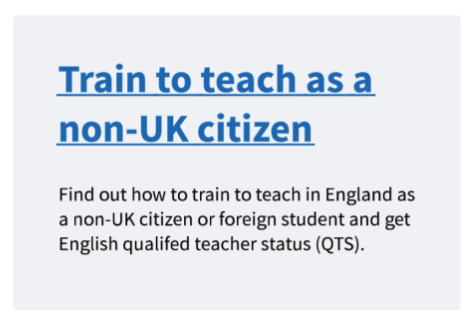 Train to teach as a
non-UK citizen
Find out how to train to teach in England as
a non-UK citizen or foreign student and get
English qualifed teacher status (QTS).